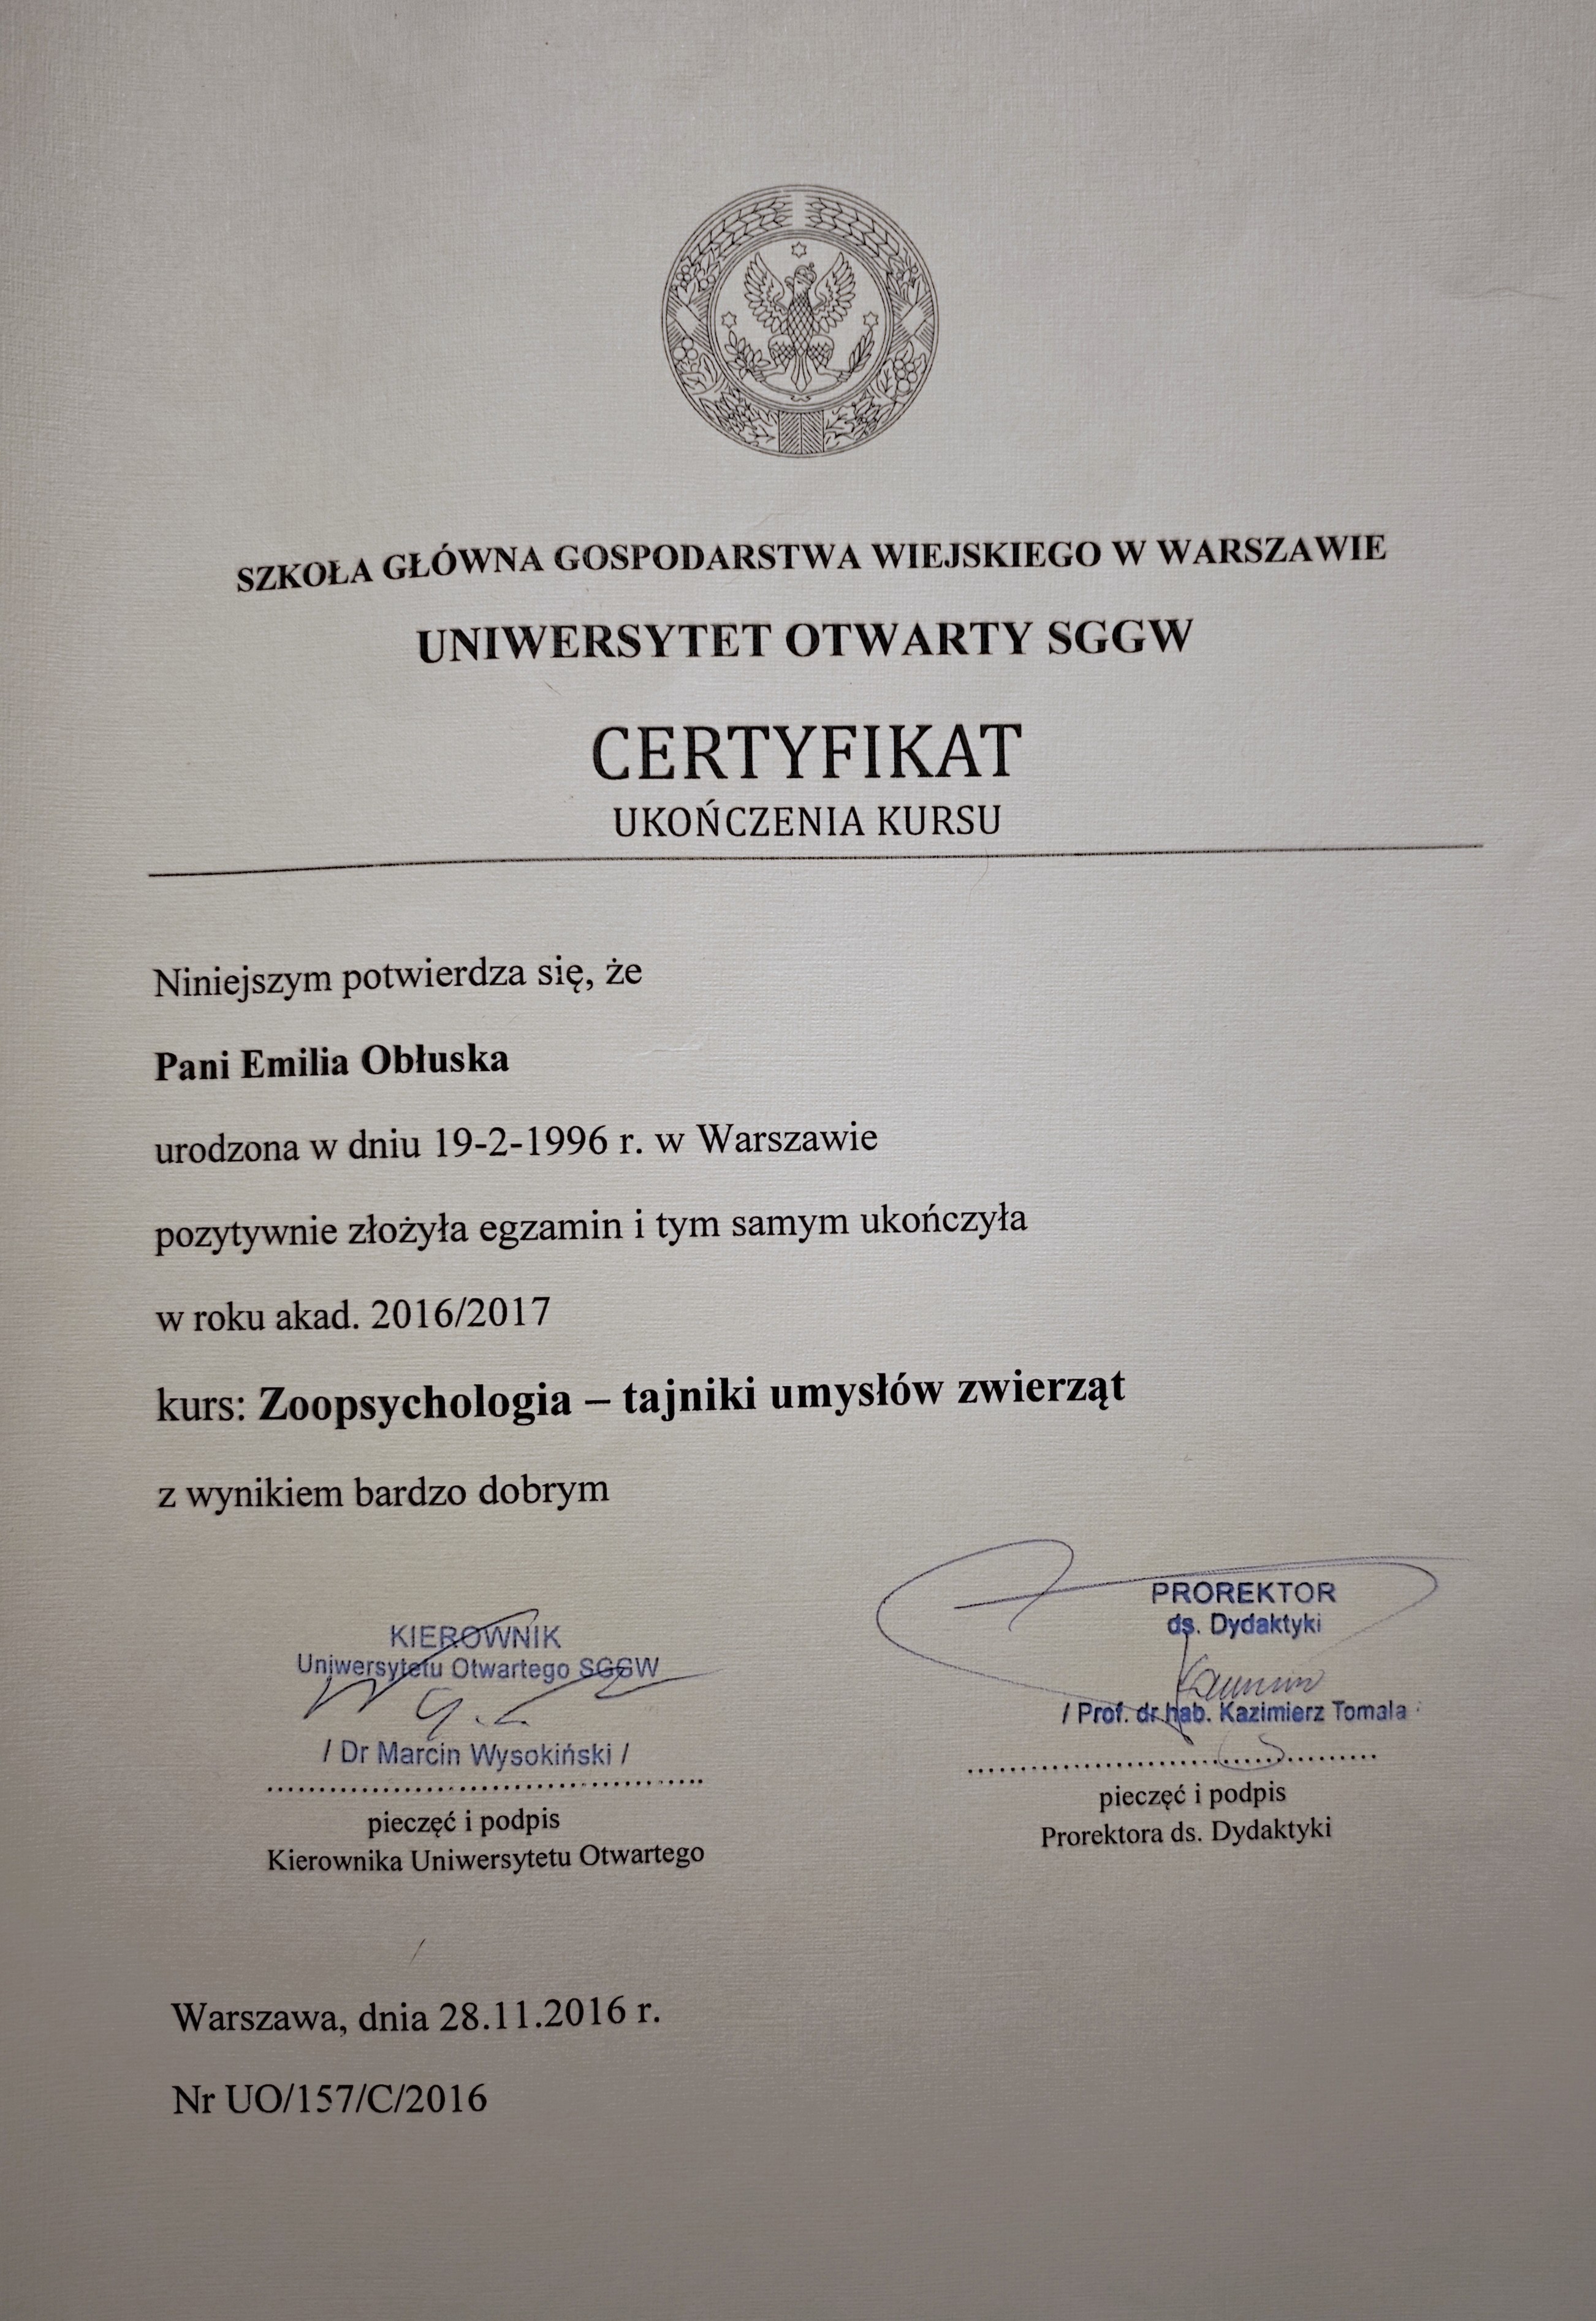 SZKOŁA GŁÓWNA GOSPODARSTWA WIEJSKIEGO W WARSZAWIE
UNIWERSYTET OTWARTY SGGW
CERTYFIKAT
UKOŃCZENIA KURSU
Niniejszym potwierdza się, że
Pani Emilia Obłuska
urodzona w dniu 19-2-1996 r. w Warszawie
pozytywnie złożyła egzamin i tym samym ukończyła
w roku akad. 2016/2017
kurs: Zoopsychologia – tajniki umysłów zwierząt
z wynikiem bardzo dobrym
KIEROWNIK
Uniwersytetu Otwartego SGGW
/ Dr Marcin Wysokiński /
pieczęć i podpis
Kierownika Uniwersytetu Otwartego
PROREKTOR
ds. Dydaktyki
/ Prof. dr hab. Kazimierz Tomala
pieczęć i podpis
Prorektora ds. Dydaktyki
Warszawa, dnia 28.11.2016 r.
Nr UO/157/C/2016